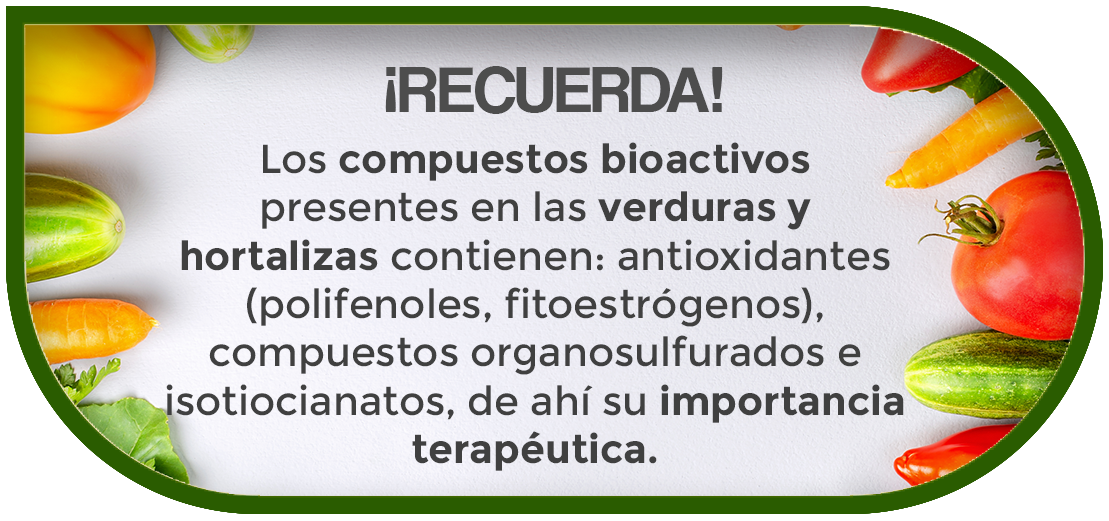 ¡RECUERDA!
Los compuestos bioactivos
presentes en las verduras y
hortalizas contienen: antioxidantes
(polifenoles, fitoestrógenos),
compuestos organosulfurados e
isotiocianatos, de ahí su importancia
terapéutica.